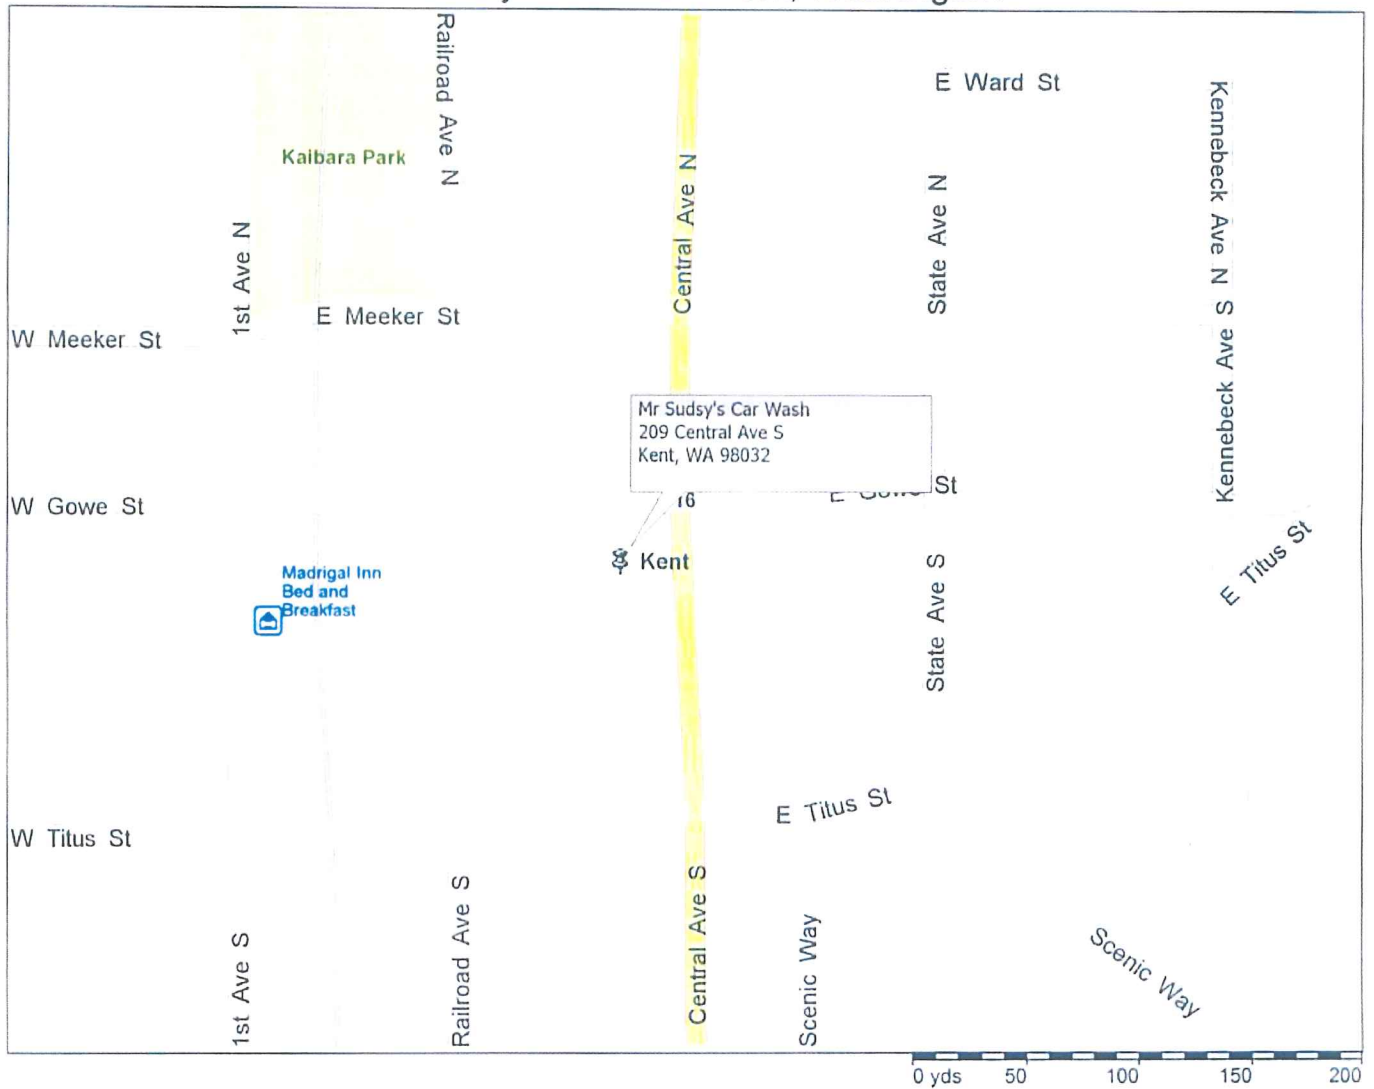 Railroad Ave N
E Ward St
Kennebeck Ave N
Kaibara Park
Central Ave N
State Ave N
1st Ave N
E Meeker St
W Meeker St
Kennebeck Ave S
Mr Sudsy's Car Wash
209 Central Ave S
Kent, WA 98032
W Gowe St
E Gowe St
Kent
E Titus St
Madrigal Inn
Bed and
Breakfast
State Ave S
E Titus St
W Titus St
Railroad Ave S
Central Ave S
Scenic Way
Scenic Way
1st Ave S
0 yds 50 100 150 200